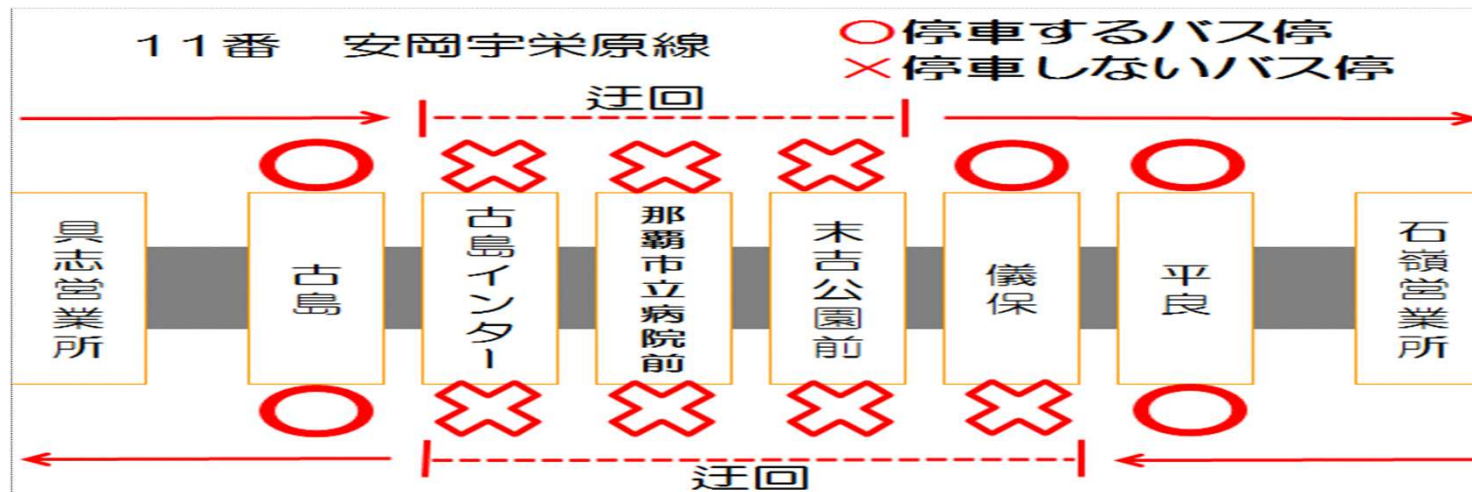 11番 安岡宇栄原線
○停車するバス停
×停車しないバス停
迂回
具志営業所
古島
古島インター
那覇市立病院前
末吉公園前
儀保
平良
石嶺営業所
迂回